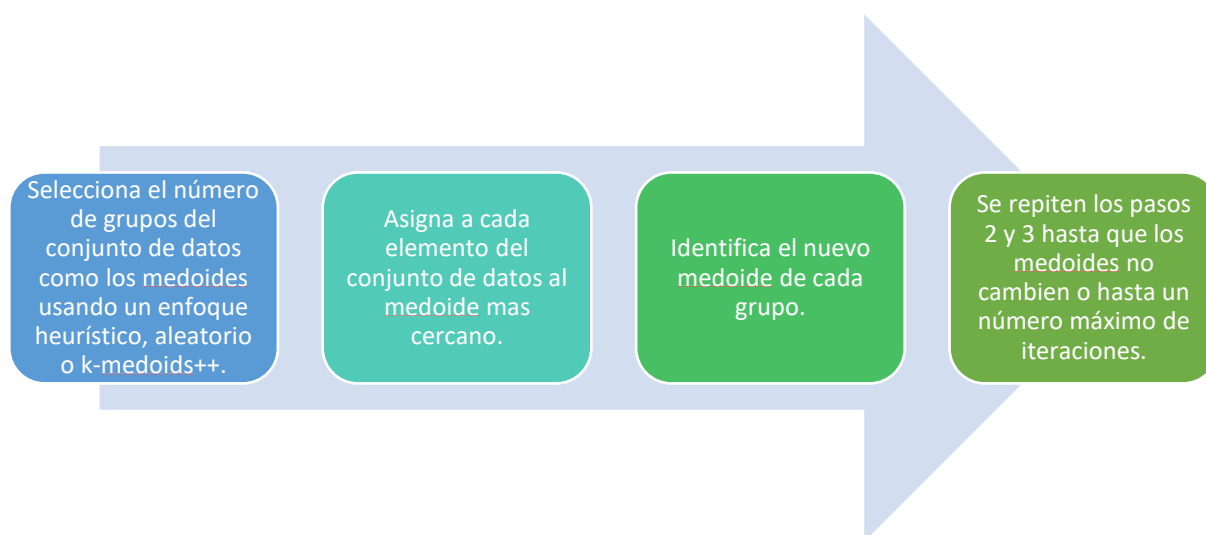 Selecciona el número
de grupos del
conjunto de datos
como los medoides
usando un enfoque
heurístico, aleatorio
o k-medoids++.
Asigna a cada
elemento del
conjunto de datos al
medoide mas
cercano.
Identifica el nuevo
medoide de cada
grupo.
Se repiten los pasos
2 y 3 hasta que los
medoides no
cambien o hasta un
número máximo de
iteraciones.